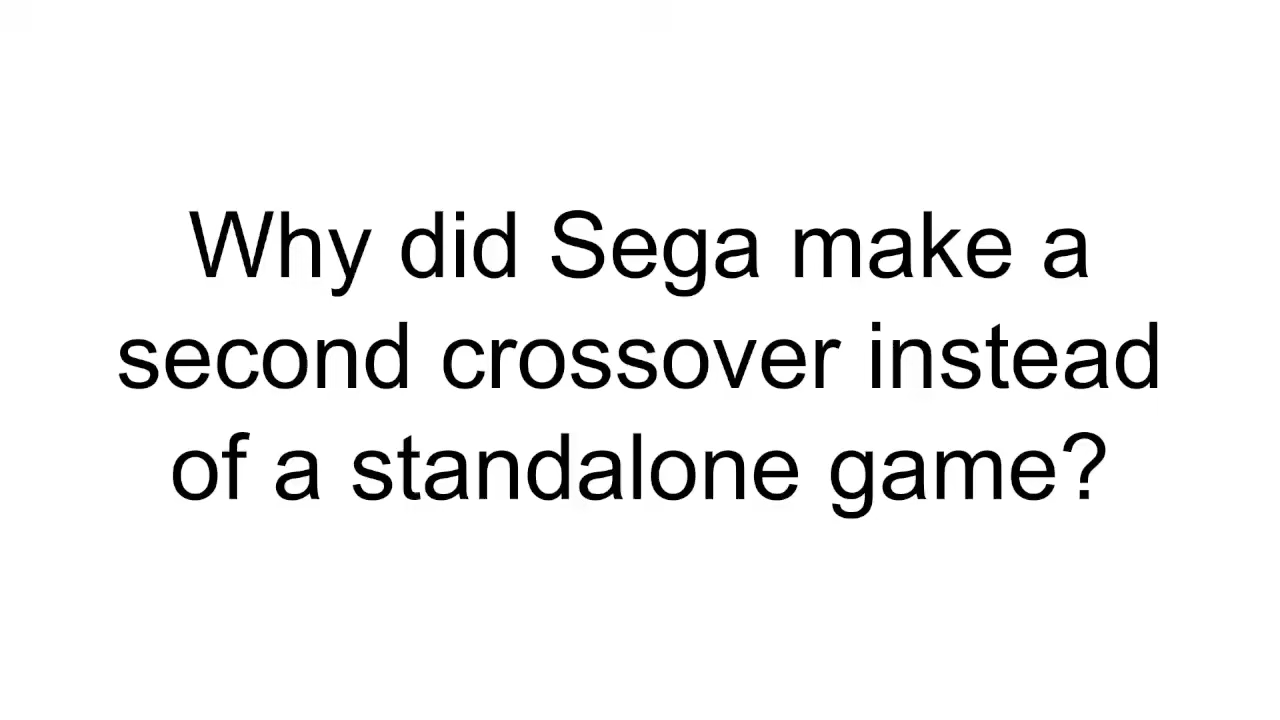 Why did Sega make a
second crossover instead
of a standalone game?